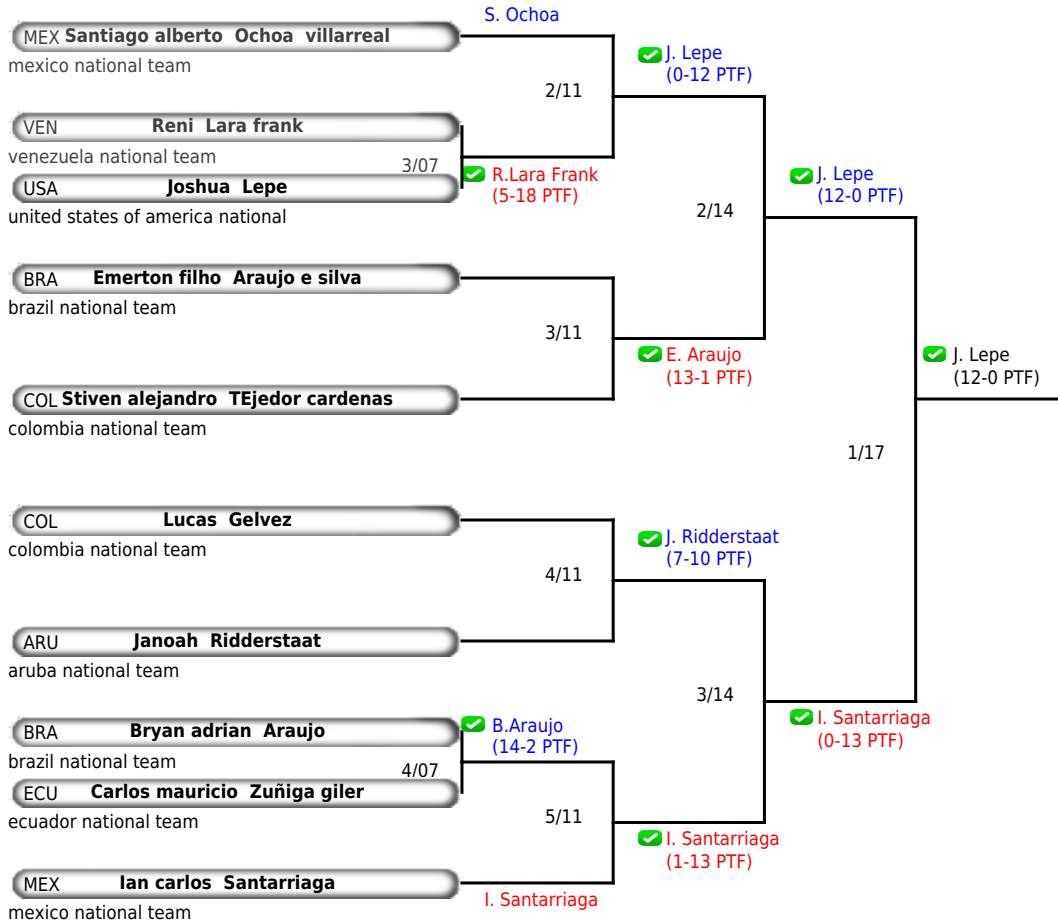 S. Ochoa
MEX Santiago alberto Ochoa villarreal
mexico national team
J. Lepe
(0-12 PTF)
2/11
VEN Reni Lara frank
venezuela national team
3/07
R.Lara Frank
(5-18 PTF)
USA Joshua Lepe
united states of america national
J. Lepe
(12-0 PTF)
2/14
BRA Emerton filho Araujo e silva
brazil national team
3/11
E. Araujo
(13-1 PTF)
J. Lepe
(12-0 PTF)
COL Stiven alejandro TEjedor cardenas
colombia national team
1/17
COL Lucas Gelvez
colombia national team
J. Ridderstaat
(7-10 PTF)
4/11
ARU Janoah Ridderstaat
aruba national team
3/14
I. Santarriaga
(0-13 PTF)
BRA Bryan adrian Araujo
brazil national team
B.Araujo
(14-2 PTF)
4/07
ECU Carlos mauricio Zuñiga giler
ecuador national team
5/11
I. Santarriaga
(1-13 PTF)
MEX Ian carlos Santarriaga
mexico national team
I. Santarriaga